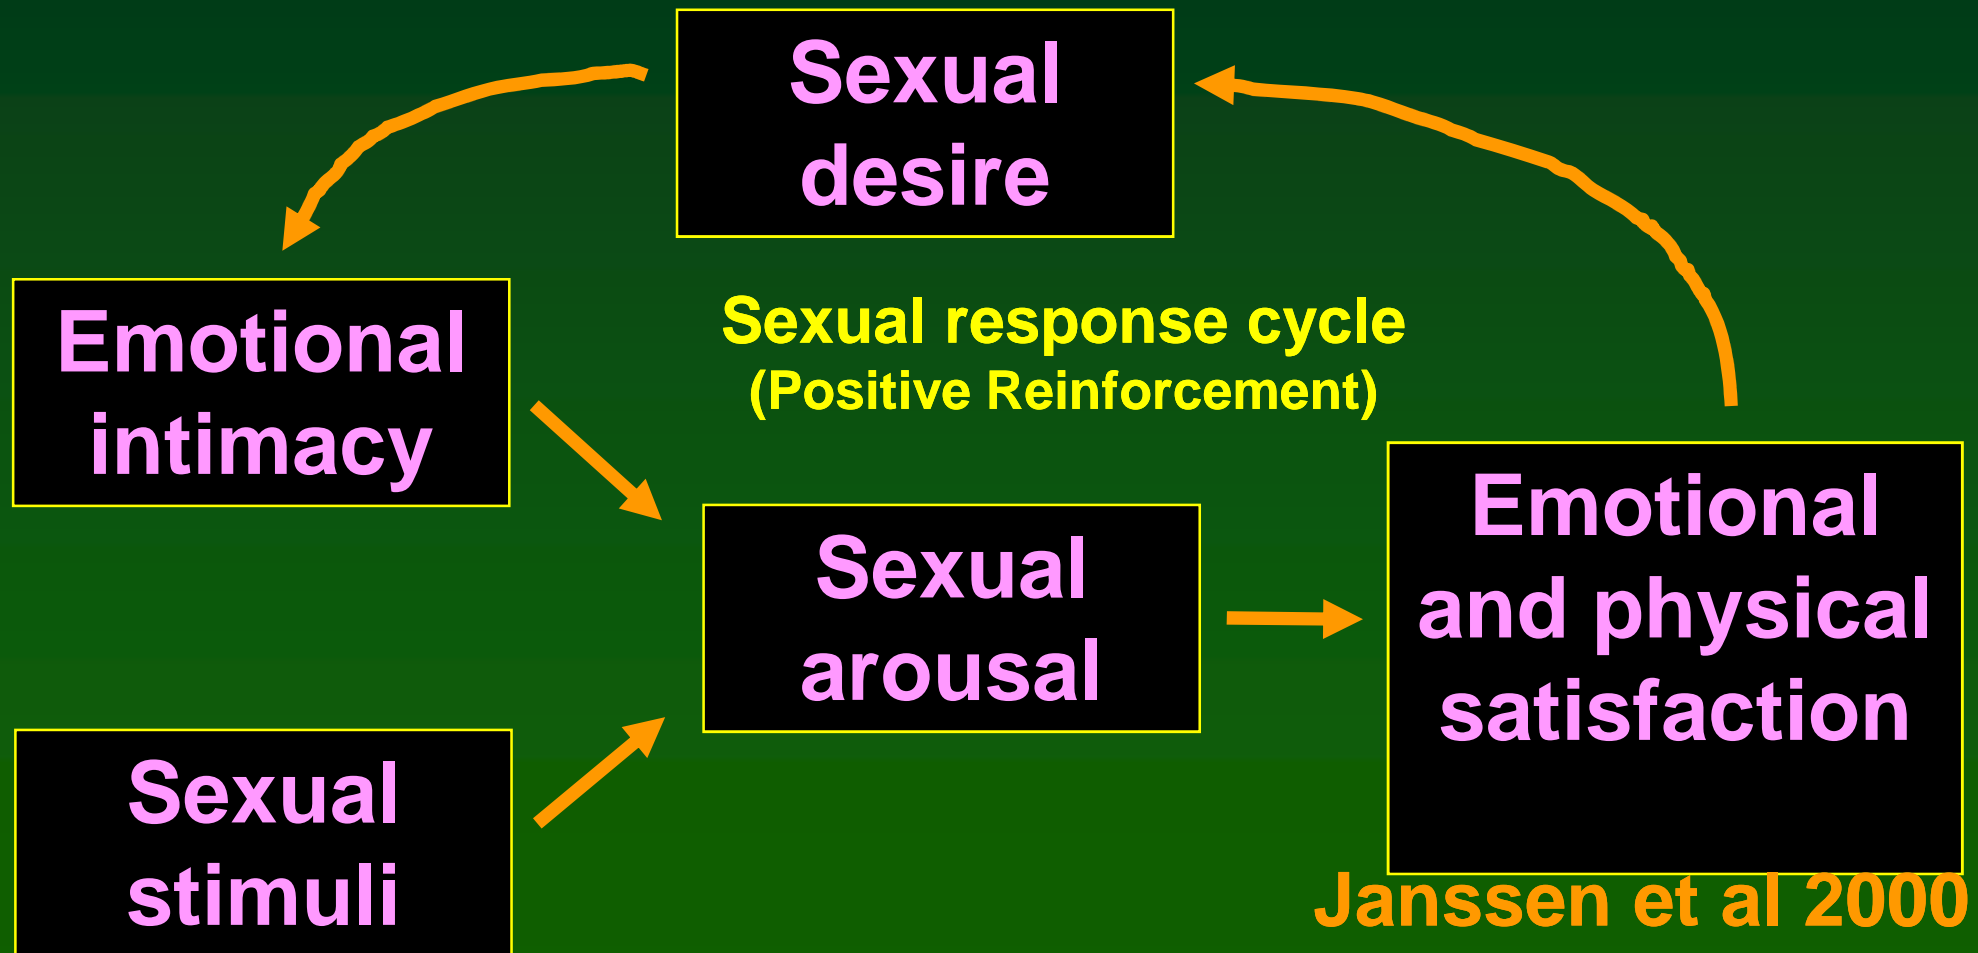 Sexual
desire
Emotional
intimacy
Sexual response cycle
(Positive Reinforcement)
Sexual
arousal
Emotional
and physical
satisfaction
Sexual
stimuli
Janssen et al 2000